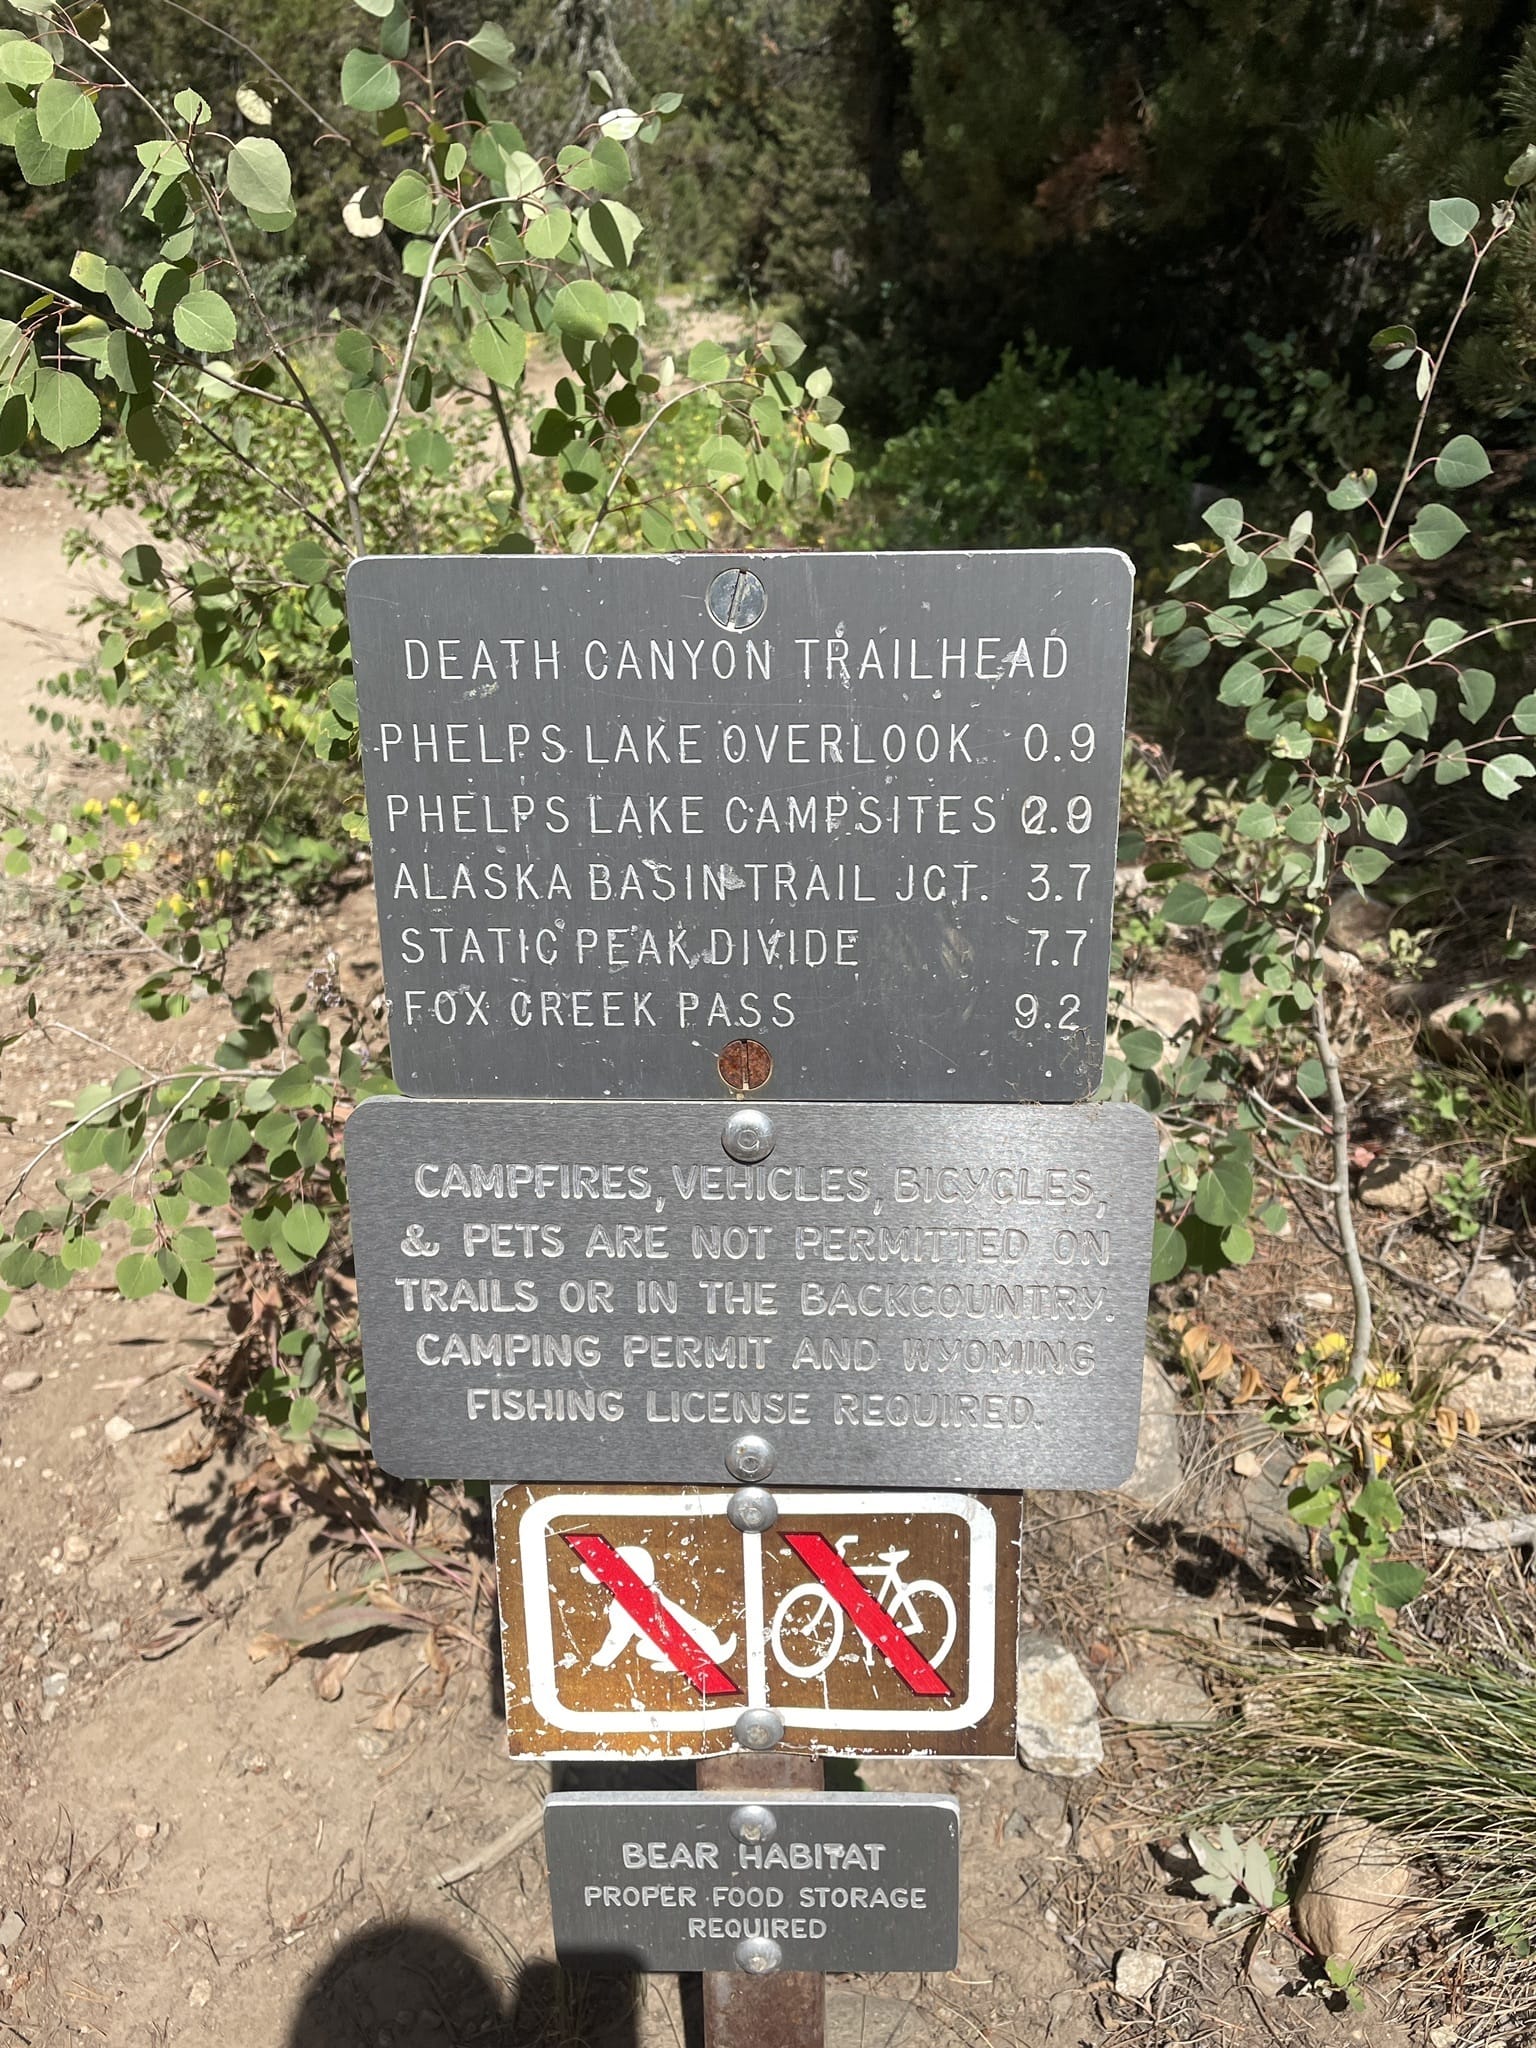 DEATH CANYON TRAILHEAD
PHELPS LAKE OVERLOOK 0.9
PHELPS LAKE CAMPSITES 2.9
ALASKA BASIN TRAIL JCT. 3.7
STATIC PEAK DIVIDE 7.7
FOX CREEK PASS 9.2
CAMPFIRES, VEHICLES, BICYCLES,
& PETS ARE NOT PERMITTED ON
TRAILS OR IN THE BACKCOUNTRY.
CAMPING PERMIT AND WYOMING
FISHING LICENSE REQUIRED.
BEAR HABITAT
PROPER FOOD STORAGE
REQUIRED